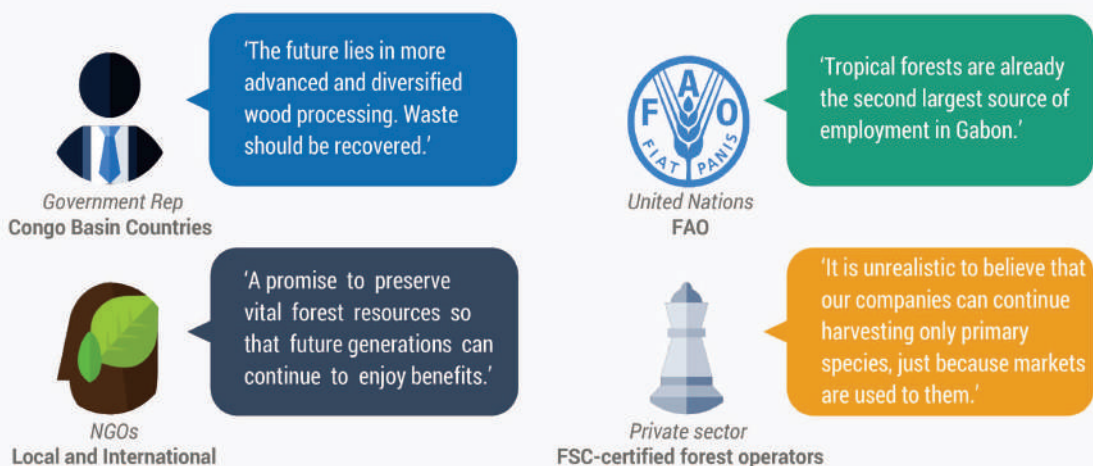 'The future lies in more
advanced and diversified
wood processing. Waste
should be recovered.'
Government Rep
Congo Basin Countries
F A O
FIAT PANIS
'Tropical forests are already
the second largest source of
employment in Gabon.'
United Nations
FAO
'A promise to preserve
vital forest resources so
that future generations can
continue to enjoy benefits.'
NGOs
Local and International
'It is unrealistic to believe that
our companies can continue
harvesting only primary
species, just because markets
are used to them.'
Private sector
FSC-certified forest operators